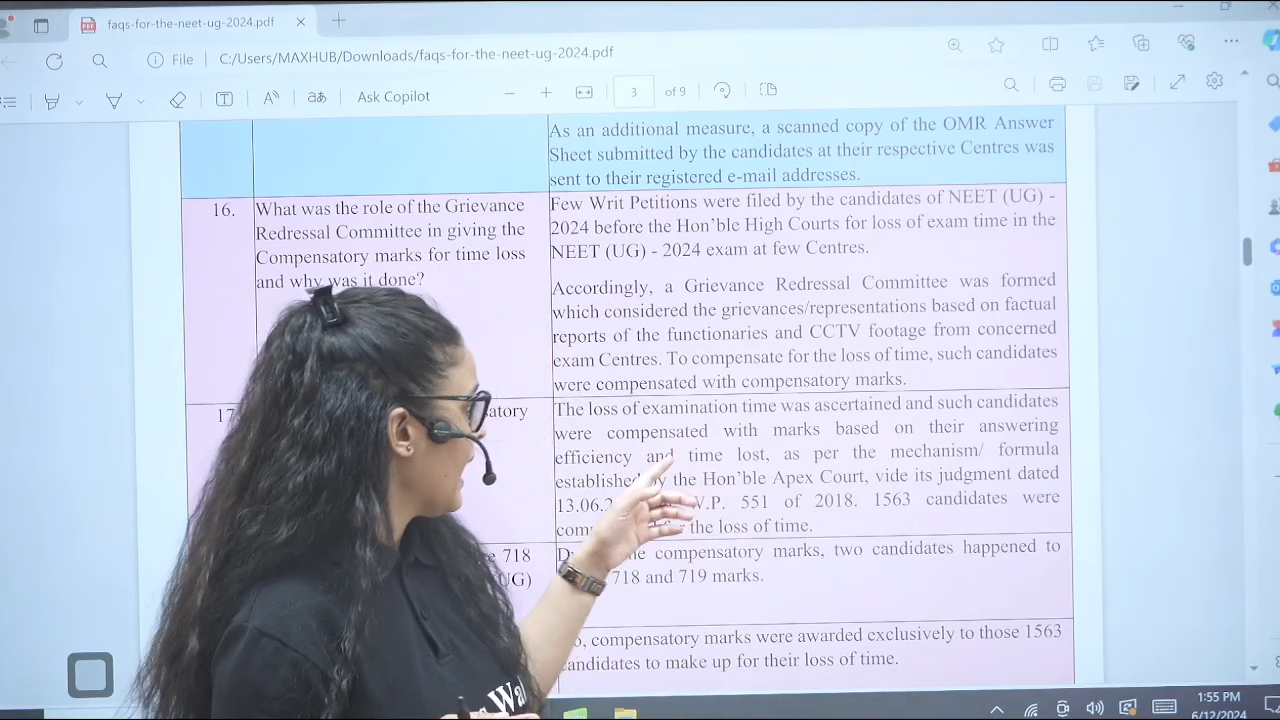 faqs-for-the-neet-ug-2024.pdf
File
C:/Users/MAXHUB/Downloads/faqs-for-the-neet-ug-2024.pdf
Ask Copilot
3 of 9
As an additional measure, a scanned copy of the OMR Answer
Sheet submitted by the candidates at their respective Centres was
sent to their registered e-mail addresses.
16.
What was the role of the Grievance
Redressal Committee in giving the
Compensatory marks for time loss
and why was it done?
Few Writ Petitions were filed by the candidates of NEET (UG) -
2024 before the Hon'ble High Courts for loss of exam time in the
NEET (UG) - 2024 exam at few Centres.
Accordingly, a Grievance Redressal Committee was formed
which considered the grievances/representations based on factual
reports of the functionaries and CCTV footage from concerned
exam Centres. To compensate for the loss of time, such candidates
were compensated with compensatory marks.
17
The loss of examination time was ascertained and such candidates
were compensated with marks based on their answering
efficiency and time lost, as per the mechanism/ formula
established the Hon'ble Apex Court, vide its judgment dated
13.06.2 .P. 551 of 2018. 1563 candidates were
com the loss of time.
718
UG)
compensatory marks, two candidates happened to
718 and 719 marks.
compensatory marks were awarded exclusively to those 1563
candidates to make up for their loss of time.
Wa
1:55 PM
6/12/2024